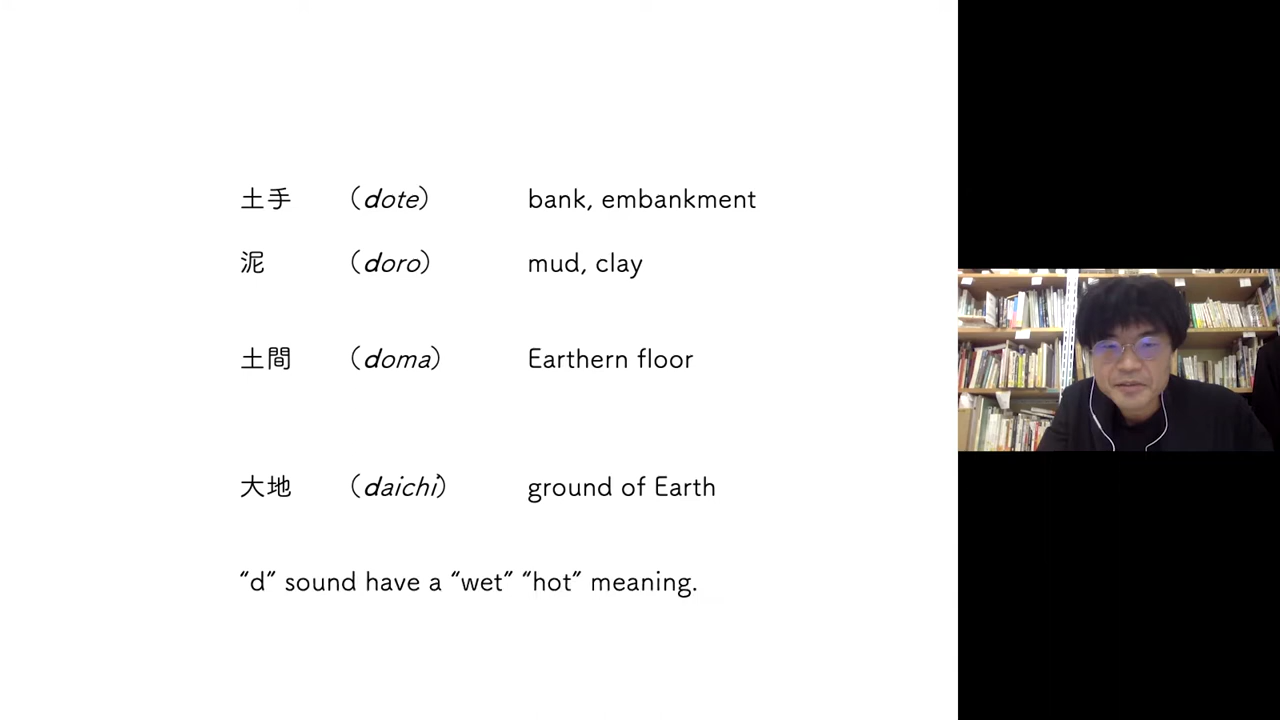 土手 （dote） bank, embankment
泥 （doro） mud, clay
土間 （doma） Earthern floor
大地 （daichi） ground of Earth
“d” sound have a “wet” “hot” meaning.